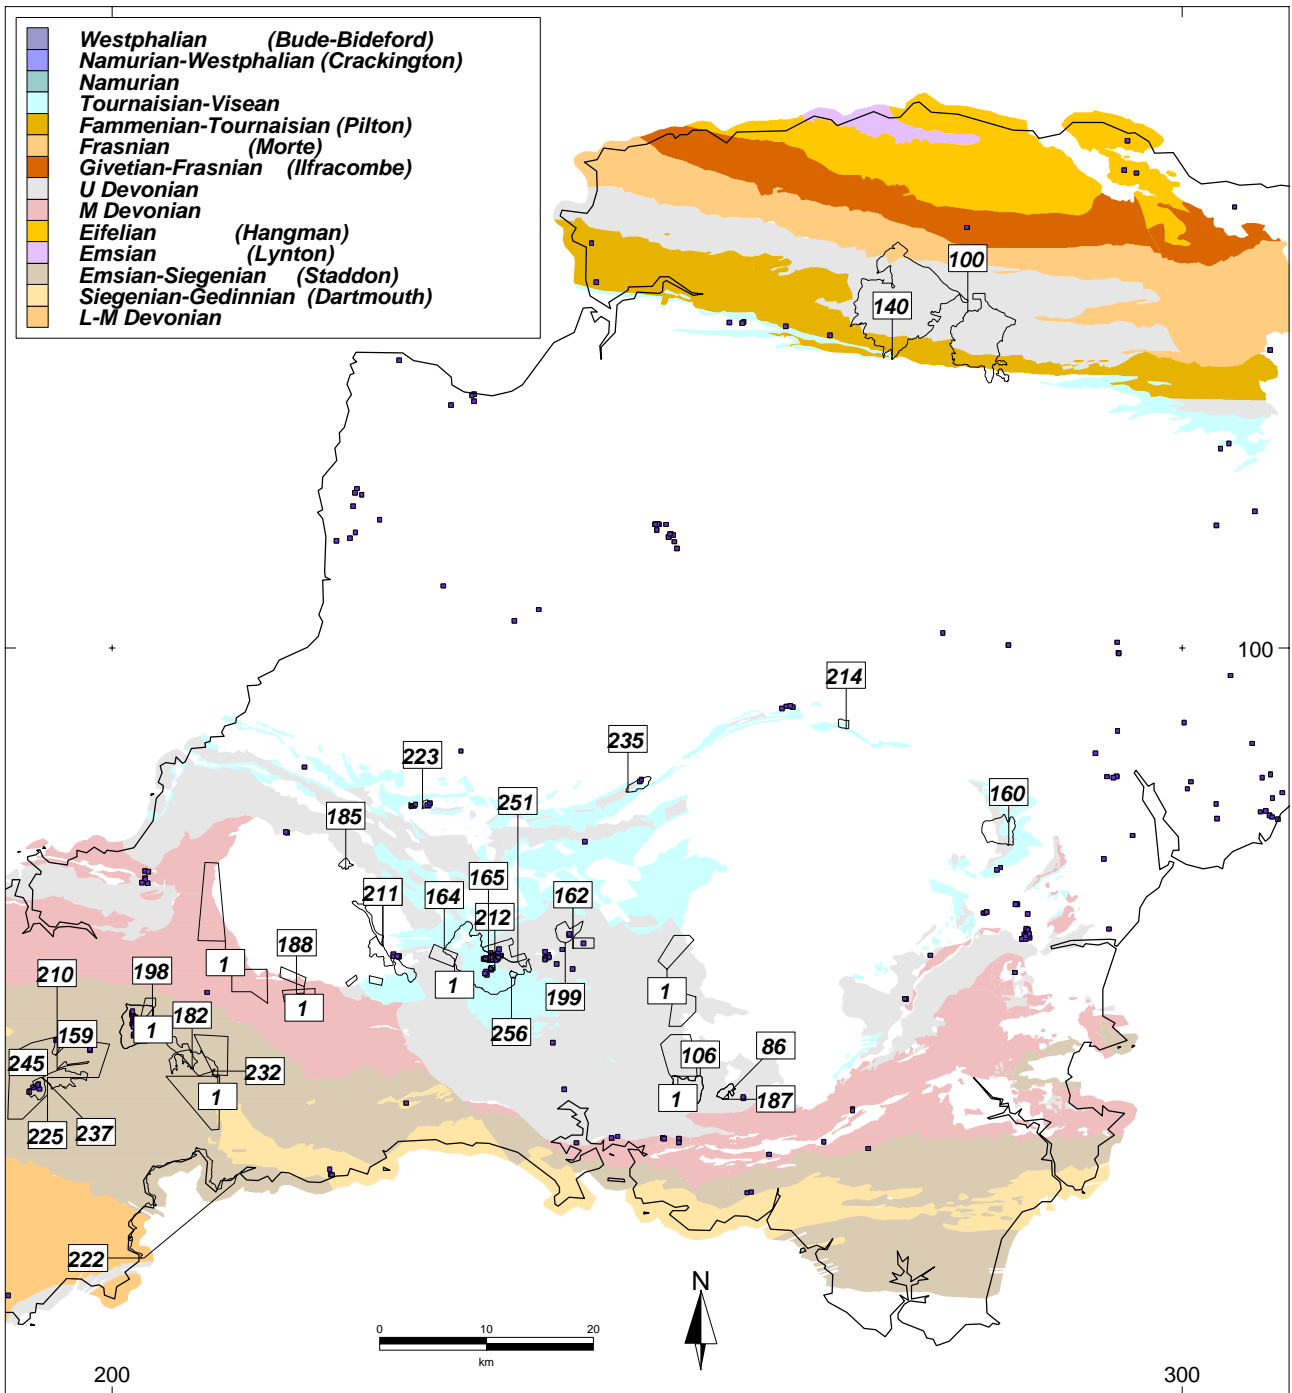 Westphalian (Bude-Bideford)
Namurian-Westphalian (Crackington)
Namurian
Tournaisian-Visean
Fammenian-Tournaisian (Pilton)
Frasnian (Morte)
Givetian-Frasnian (Ilfracombe)
U Devonian
M Devonian
Eifelian (Hangman)
Emsian (Lynton)
Emsian-Siegenian (Staddon)
Siegenian-Gedinnian (Dartmouth)
L-M Devonian
100
140
100
214
235
223
251
160
185
165
211
164
162
212
188
1
210
198
1
1
1
199
1
182
256
159
245
106
86
232
1
1
187
225
237
222
N
0 10 20
km
200
300